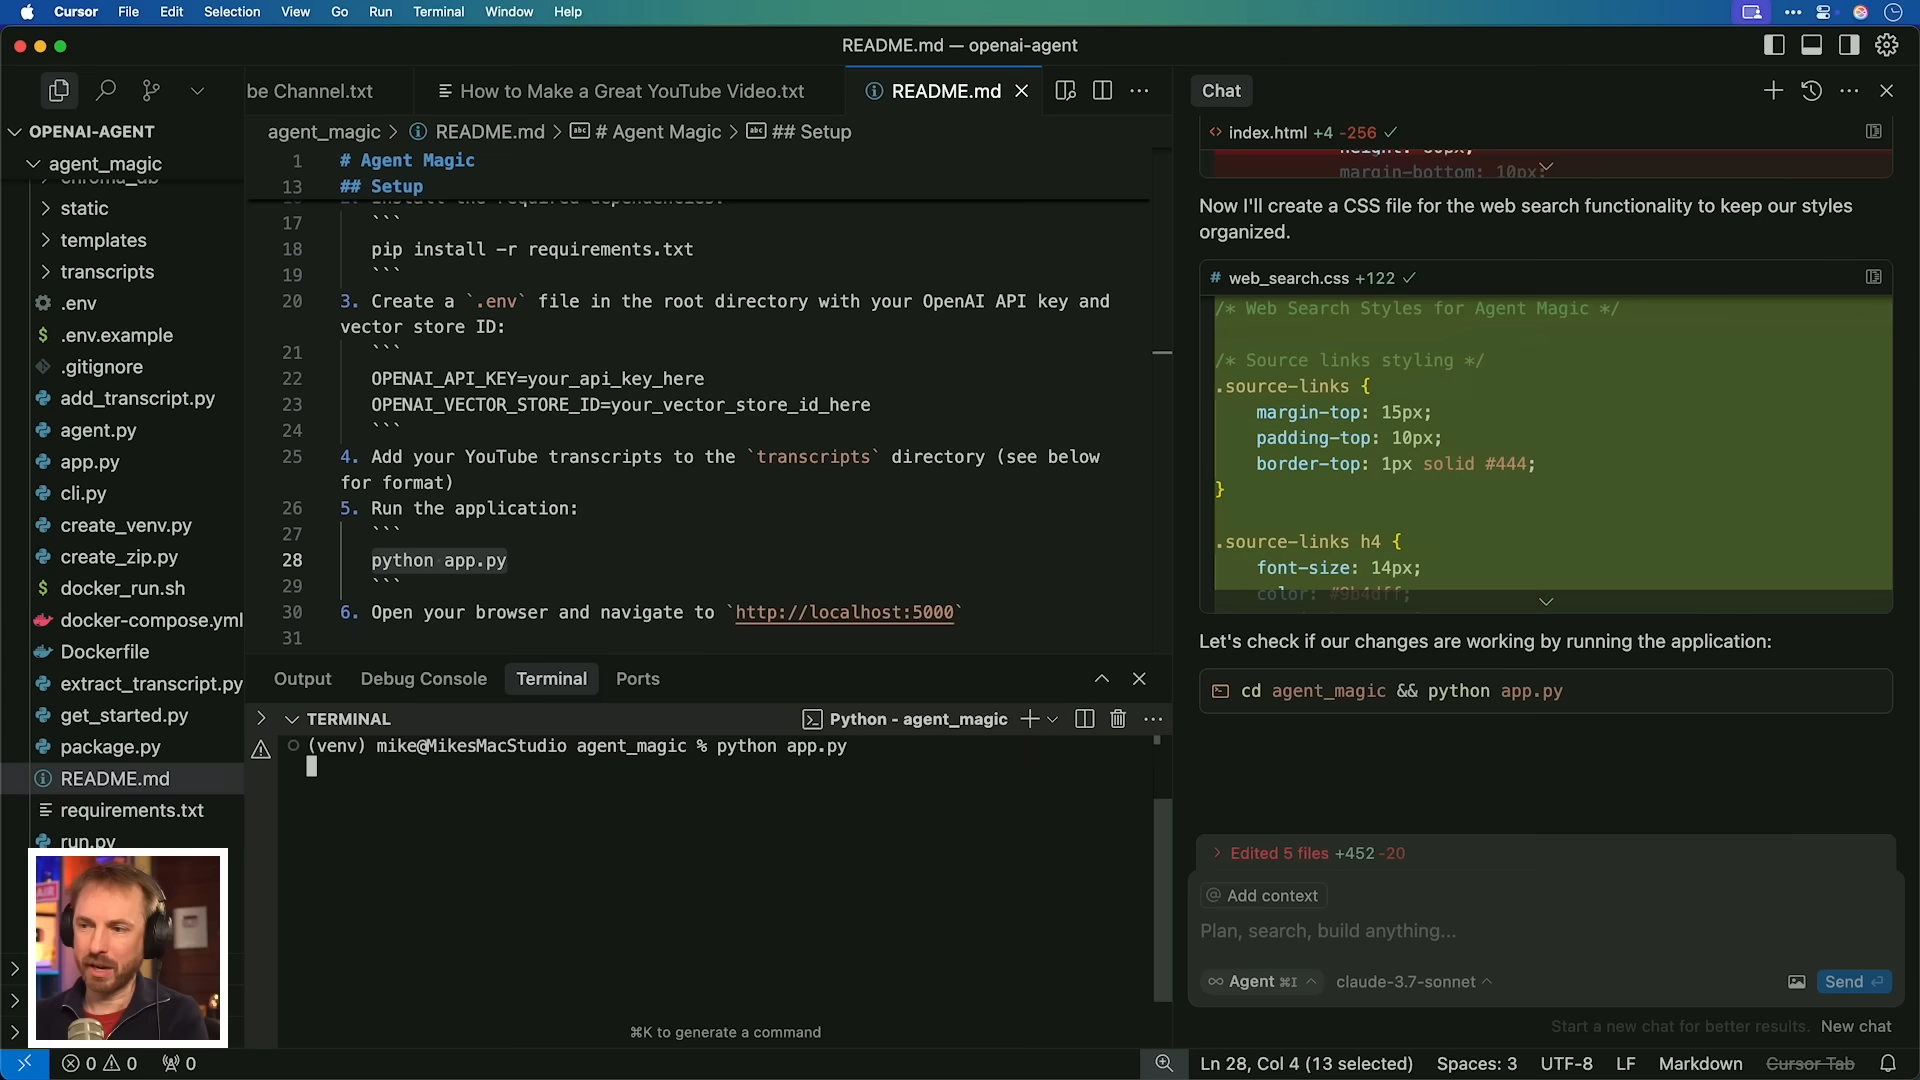 Cursor File Edit Selection View Go Run Terminal Window Help
README.md — openai-agent
be Channel.txt
How to Make a Great YouTube Video.txt
README.md
OPENAI-AGENT
agent_magic
chroma_db
static
templates
transcripts
.env
.env.example
.gitignore
add_transcript.py
agent.py
app.py
cli.py
create_venv.py
create_zip.py
docker_run.sh
docker-compose.yml
Dockerfile
extract_transcript.py
get_started.py
package.py
README.md
requirements.txt
run.py
agent_magic > README.md > # Agent Magic > ## Setup
1 # Agent Magic
13 ## Setup
2. Install the required dependencies:
17 ```
18 pip install -r requirements.txt
19 ```
20 3. Create a `.env` file in the root directory with your OpenAI API key and
vector store ID:
21 ```
22 OPENAI_API_KEY=your_api_key_here
23 OPENAI_VECTOR_STORE_ID=your_vector_store_id_here
24 ```
25 4. Add your YouTube transcripts to the `transcripts` directory (see below
for format)
26 5. Run the application:
27 ```
28 python app.py
29 ```
30 6. Open your browser and navigate to `http://localhost:5000`
31
Output Debug Console Terminal Ports
TERMINAL
Python - agent_magic
(venv) mike@MikesMacStudio agent_magic % python app.py
⌘K to generate a command
Chat
index.html +4 -256
height: 80px;
margin-bottom: 10px;
Now I'll create a CSS file for the web search functionality to keep our styles
organized.
# web_search.css +122
/* Web Search Styles for Agent Magic */
/* Source links styling */
.source-links {
margin-top: 15px;
padding-top: 10px;
border-top: 1px solid #444;
}
.source-links h4 {
font-size: 14px;
color: #9b4dff;
Let's check if our changes are working by running the application:
cd agent_magic && python app.py
> Edited 5 files +452 -20
@ Add context
Plan, search, build anything...
∞ Agent ⌘I
claude-3.7-sonnet
Send
Start a new chat for better results. New chat
0 0 0
Ln 28, Col 4 (13 selected) Spaces: 3 UTF-8 LF Markdown Cursor Tab